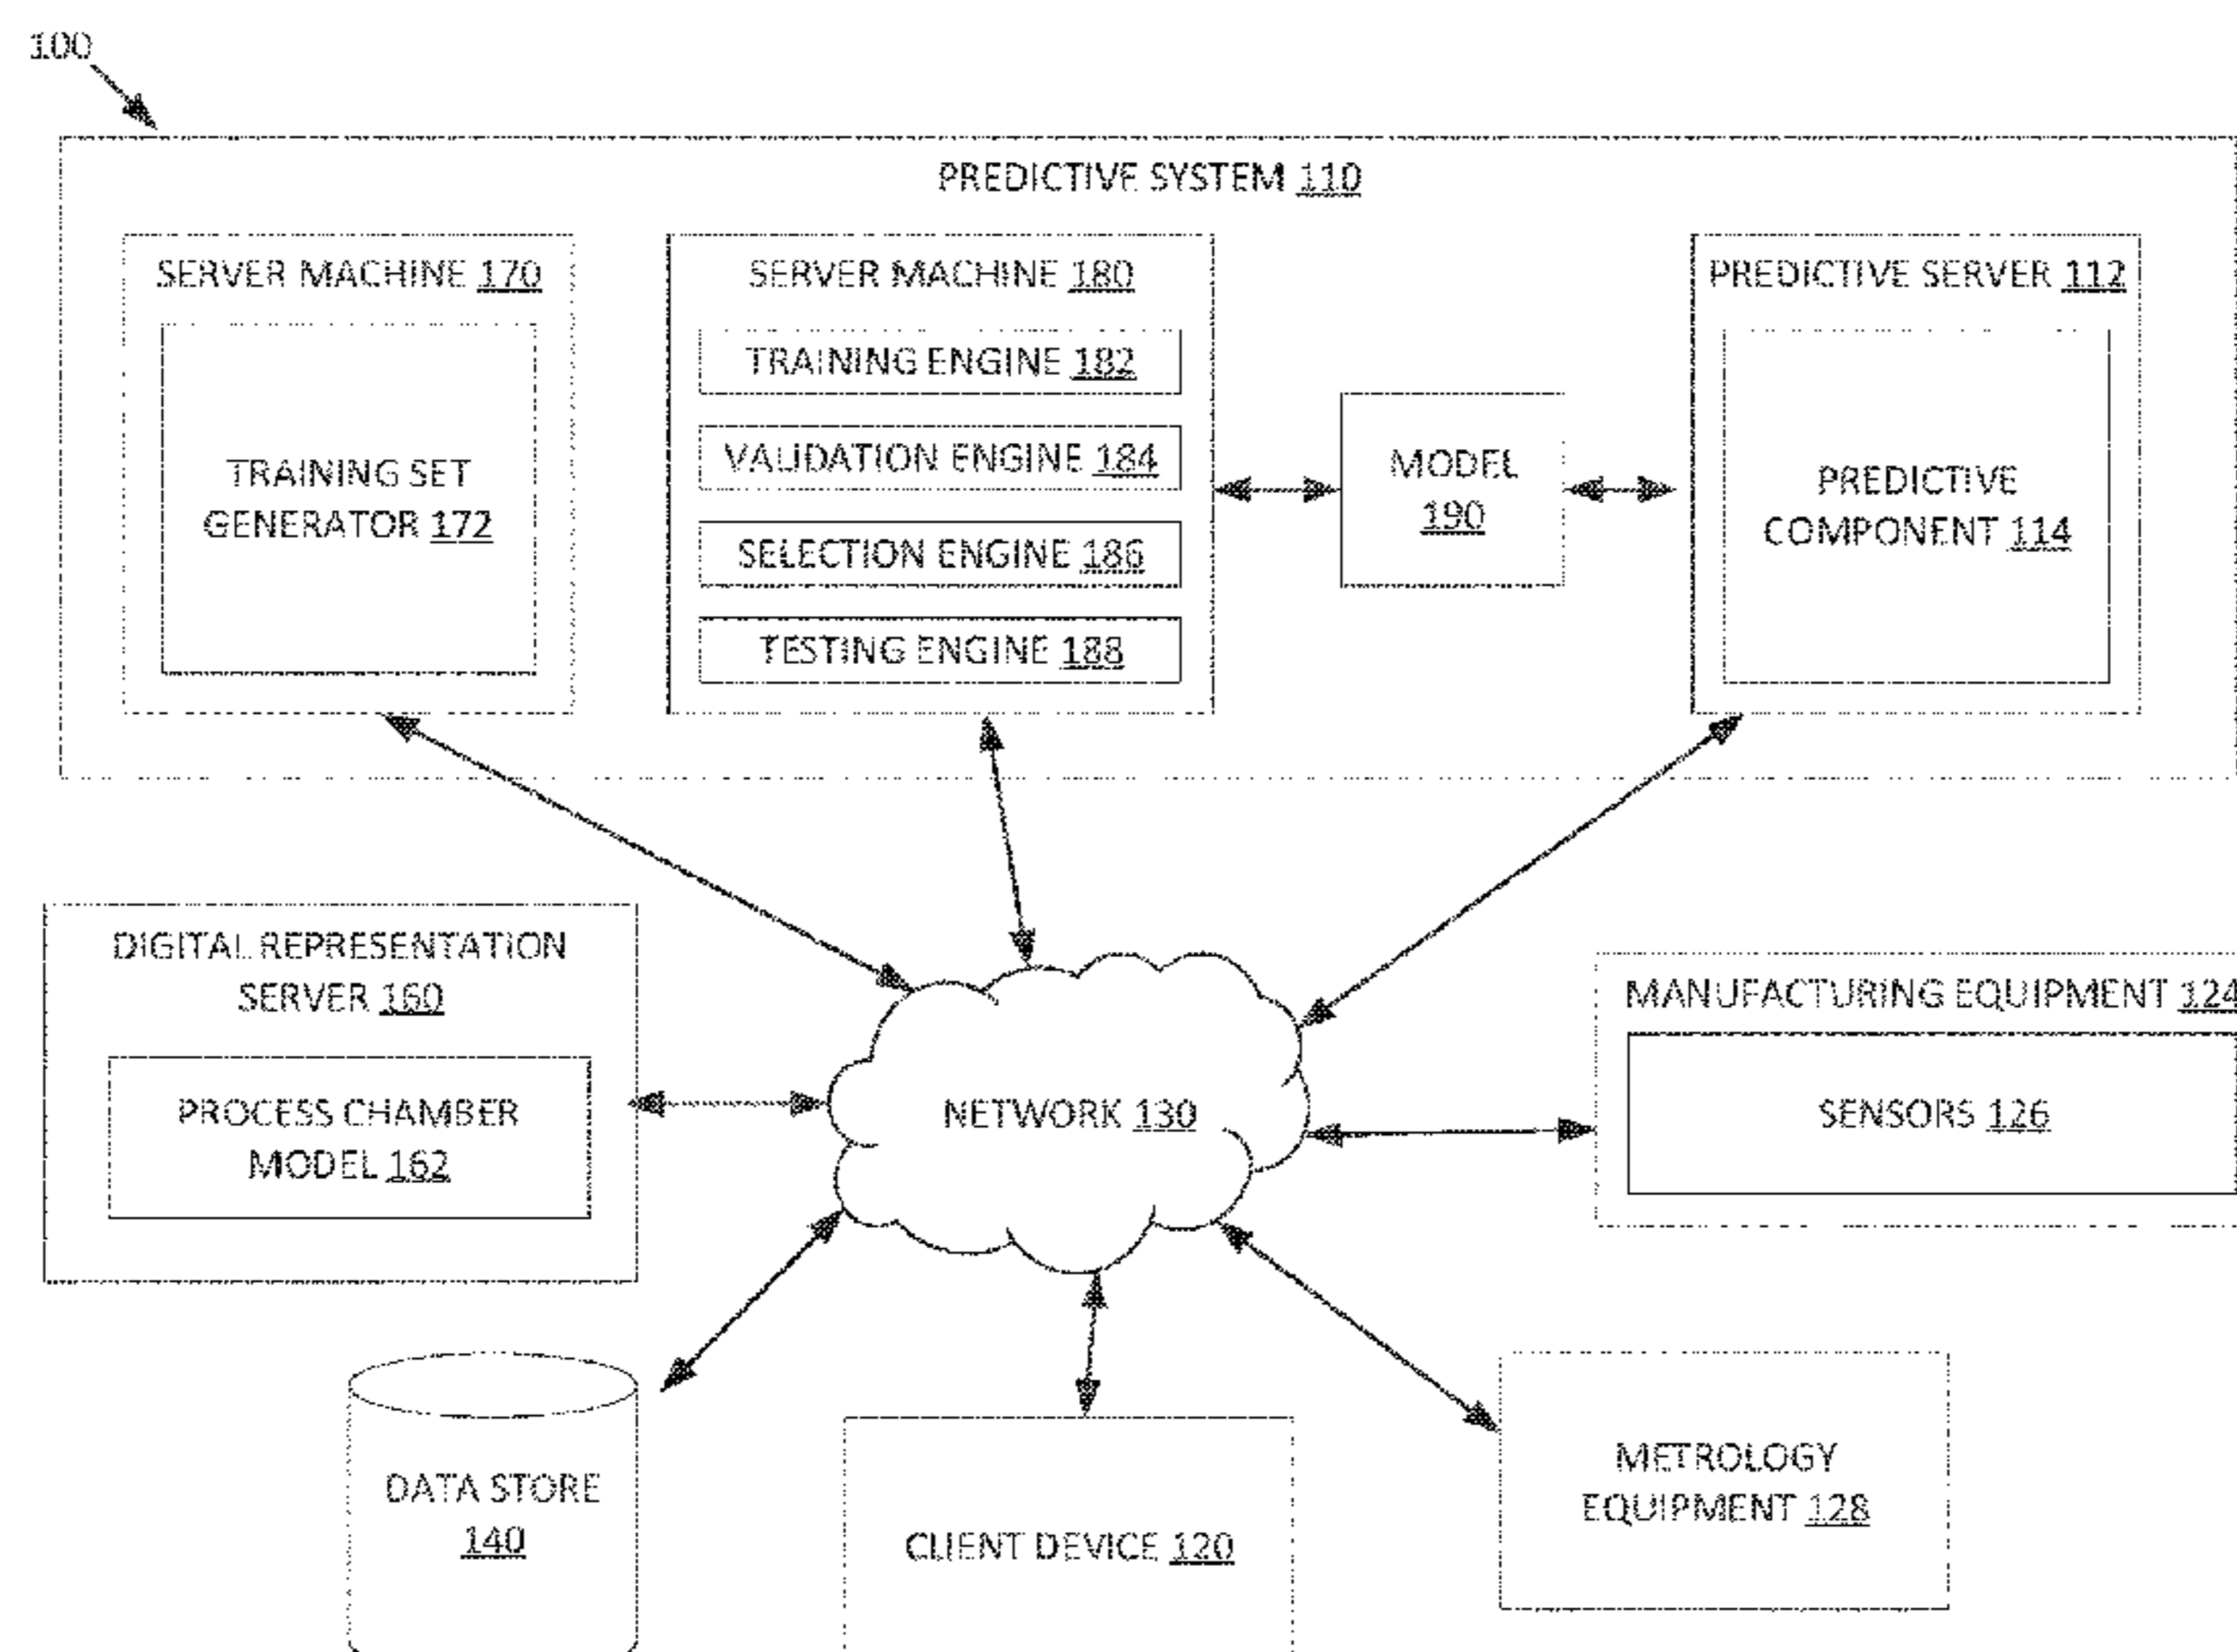 100
PREDICTIVE SYSTEM 110
SERVER MACHINE 170
TRAINING SET
GENERATOR 172
SERVER MACHINE 180
TRAINING ENGINE 182
VALIDATION ENGINE 184
SELECTION ENGINE 186
TESTING ENGINE 188
MODEL
190
PREDICTIVE SERVER 112
PREDICTIVE
COMPONENT 114
DIGITAL REPRESENTATION
SERVER 160
PROCESS CHAMBER
MODEL 162
NETWORK 130
MANUFACTURING EQUIPMENT 124
SENSORS 126
DATA STORE
140
CLIENT DEVICE 120
METROLOGY
EQUIPMENT 128